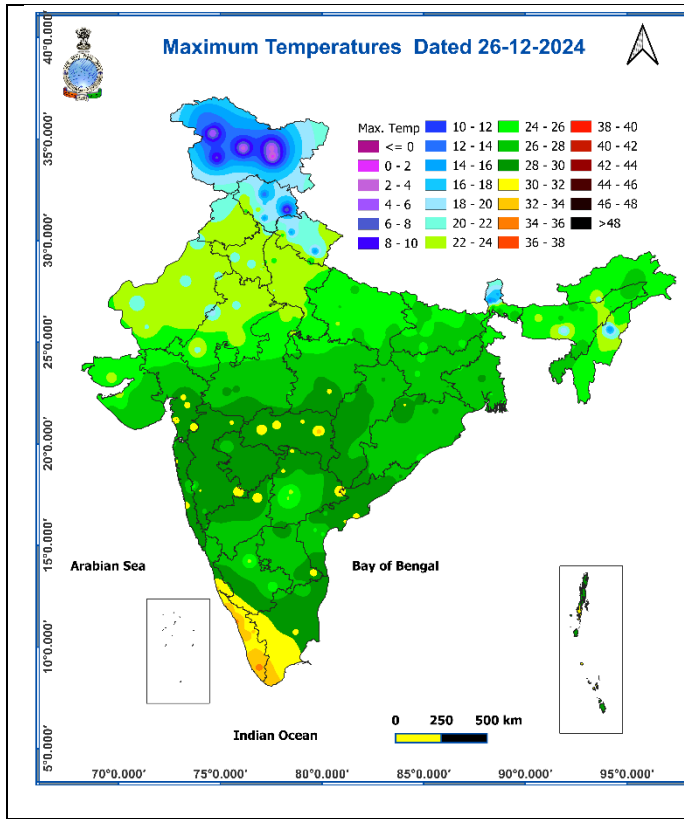 Maximum Temperatures Dated 26-12-2024
Max. Temp
<= 0
0 - 2
2 - 4
4 - 6
6 - 8
8 - 10
10 - 12
12 - 14
14 - 16
16 - 18
18 - 20
20 - 22
22 - 24
24 - 26
26 - 28
28 - 30
30 - 32
32 - 34
34 - 36
36 - 38
38 - 40
40 - 42
42 - 44
44 - 46
46 - 48
>48
40°0.000'
35°0.000'
30°0.000'
25°0.000'
20°0.000'
15°0.000'
10°0.000'
5°0.000'
Arabian Sea
Bay of Bengal
Indian Ocean
0 250 500 km
70°0.000' 75°0.000' 80°0.000' 85°0.000' 90°0.000' 95°0.000'